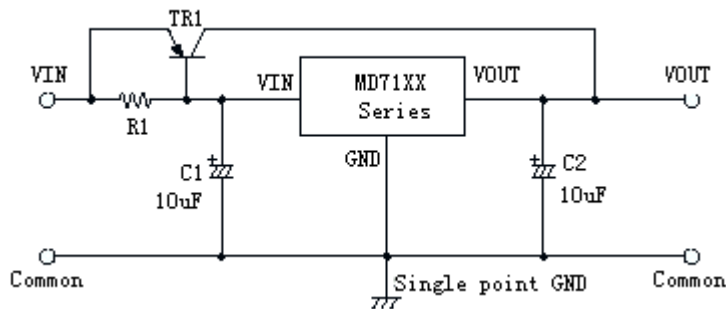 TR1
VIN
R1
VIN
MD71XX
Series
VOUT
VOUT
GND
C1
10uF
C2
10uF
Common
Single point GND
Common